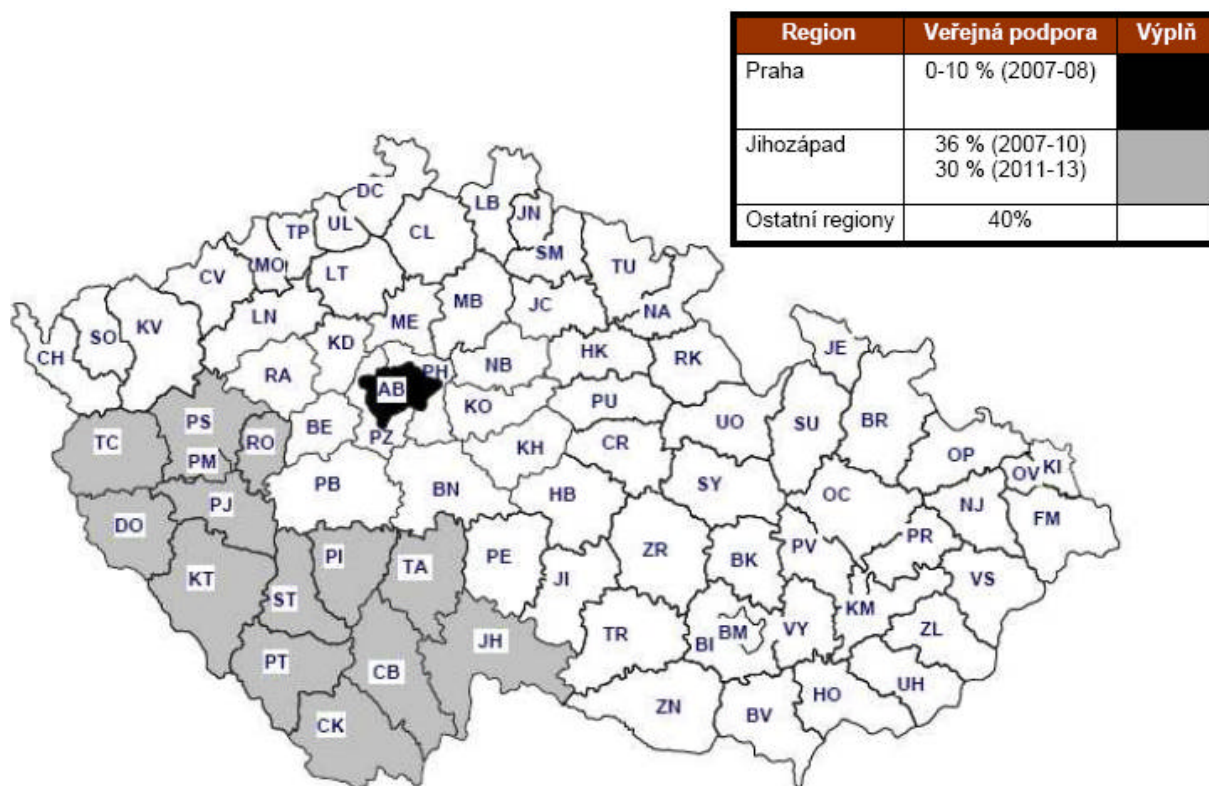 Region Veřejná podpora Výplň
Praha 0-10 % (2007-08)
Jihozápad 36 % (2007-10)
30 % (2011-13)
Ostatní regiony 40%
DC
LB
JN
TP
UL
CL
SM
MO
CV
LT
TU
MB
JC
NA
LN
ME
SO
KV
KD
CH
NB
HK
RK
JE
RA
PH
AB
KO
PU
PS
BE
UO
SU
BR
TC
RO
PZ
KH
CR
PM
OP
OV
KI
PB
BN
HB
SY
OC
PJ
NJ
DO
FM
PI
TA
PE
ZR
BK
PV
PR
KT
JI
VS
ST
KM
JH
TR
BI
BM
VY
ZL
PT
CB
UH
HO
CK
ZN
BV